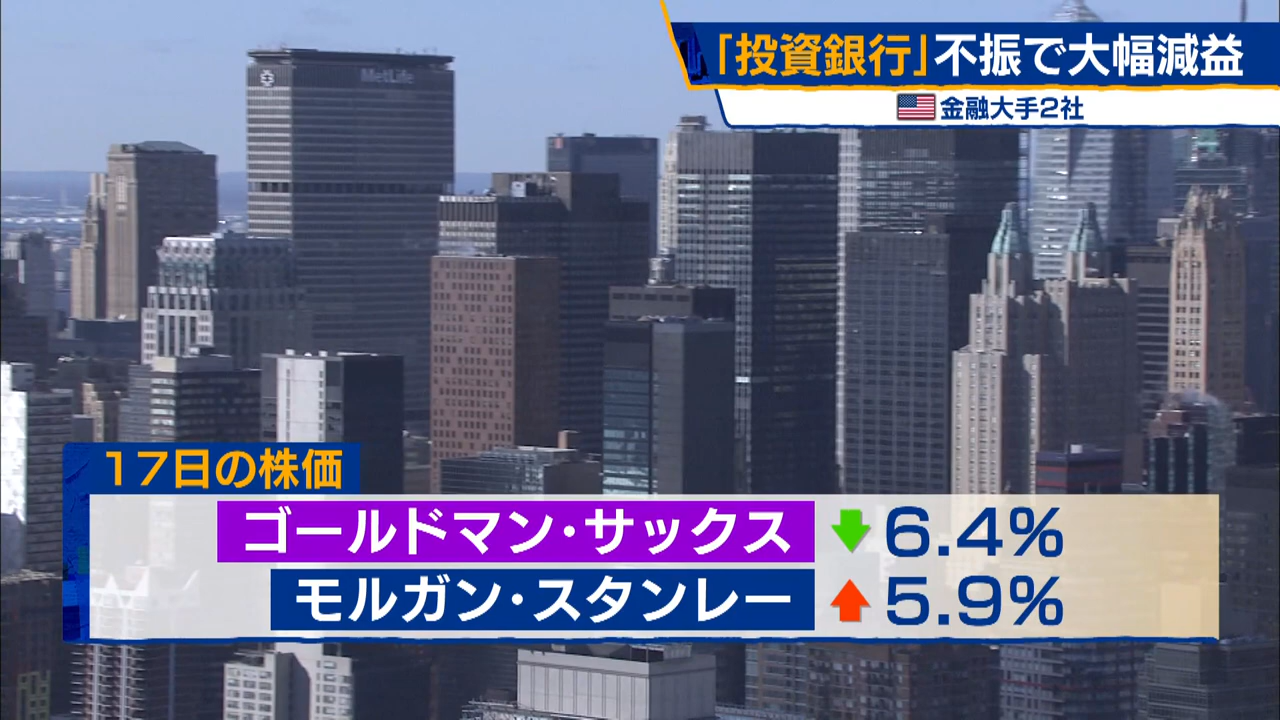 「投資銀行」不振で大幅減益
金融大手2社
MetLife
17日の株価
ゴールドマン・サックス 6.4%
モルガン・スタンレー 5.9%